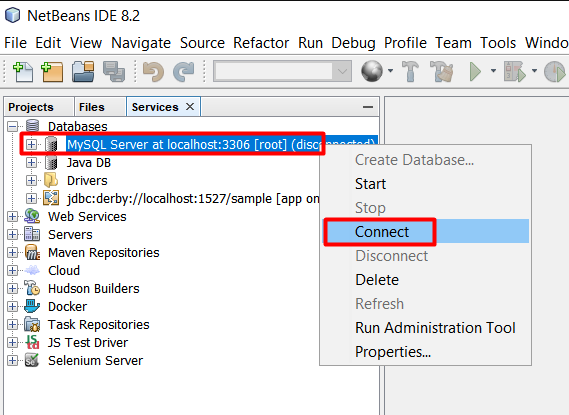 NetBeans IDE 8.2
File Edit View Navigate Source Refactor Run Debug Profile Team Tools Windo
Projects Files Services
Databases
MySQL Server at localhost:3306 [root] (disconnected)
Java DB
Drivers
jdbc:derby://localhost:1527/sample [app on
Web Services
Servers
Maven Repositories
Cloud
Hudson Builders
Docker
Task Repositories
JS Test Driver
Selenium Server
Create Database...
Start
Stop
Connect
Disconnect
Delete
Refresh
Run Administration Tool
Properties...